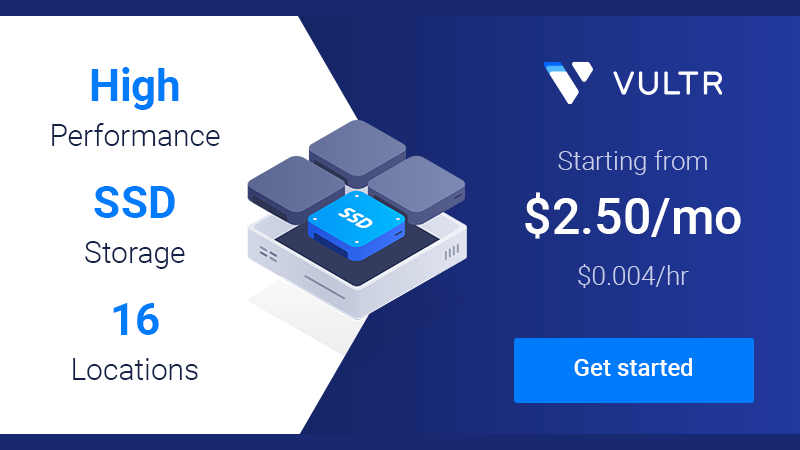 High
Performance
SSD
Storage
16
Locations
SSD
VULTR
Starting from
$2.50/mo
$0.004/hr
Get started